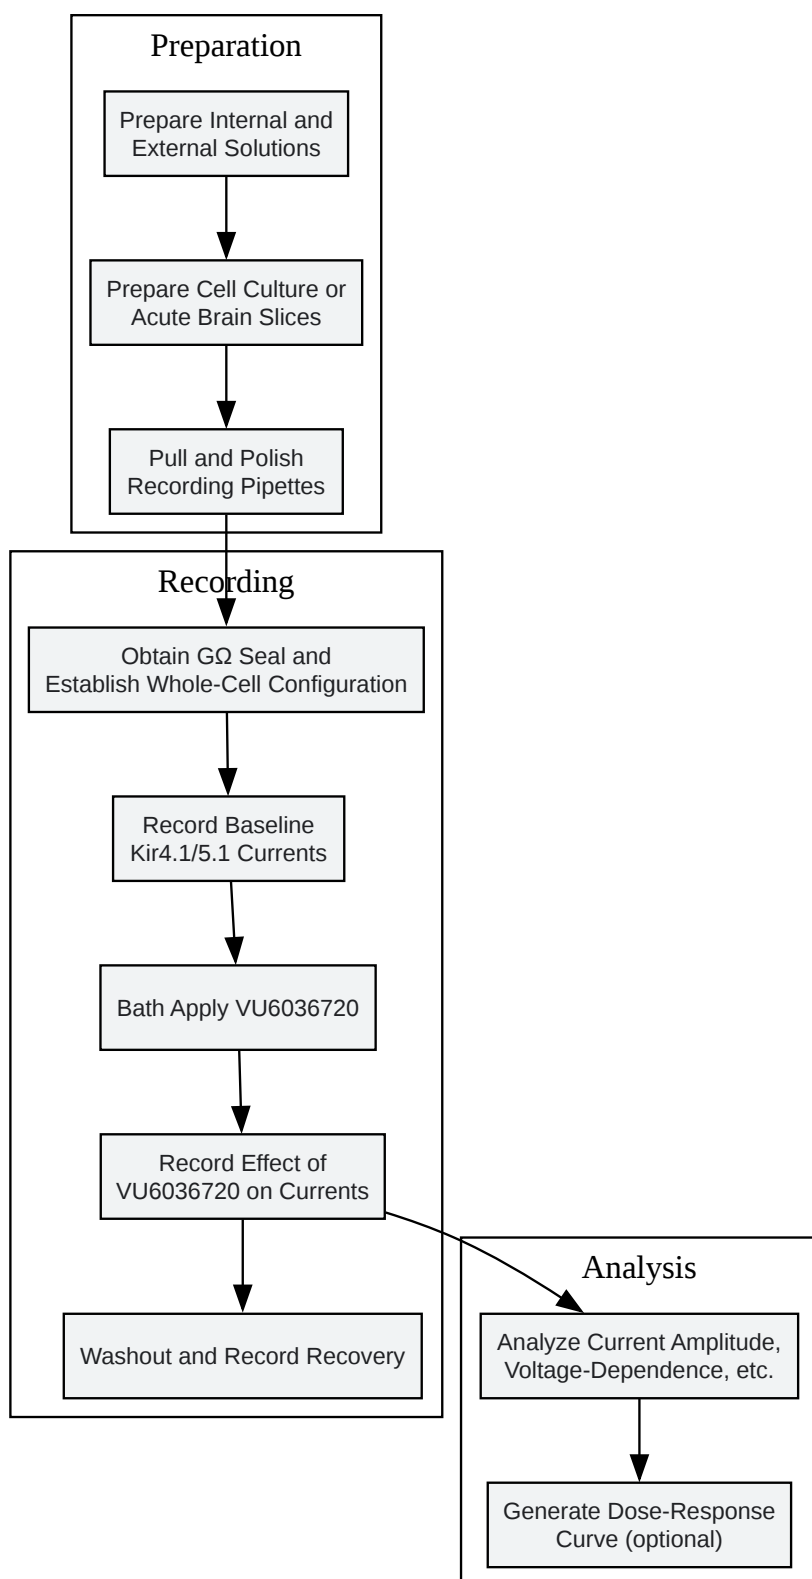 Preparation
Prepare Internal and
External Solutions
Prepare Cell Culture or
Acute Brain Slices
Pull and Polish
Recording Pipettes
Recording
Obtain GΩ Seal and
Establish Whole-Cell Configuration
Record Baseline
Kir4.1/5.1 Currents
Bath Apply VU6036720
Record Effect of
VU6036720 on Currents
Washout and Record Recovery
Analysis
Analyze Current Amplitude,
Voltage-Dependence, etc.
Generate Dose-Response
Curve (optional)